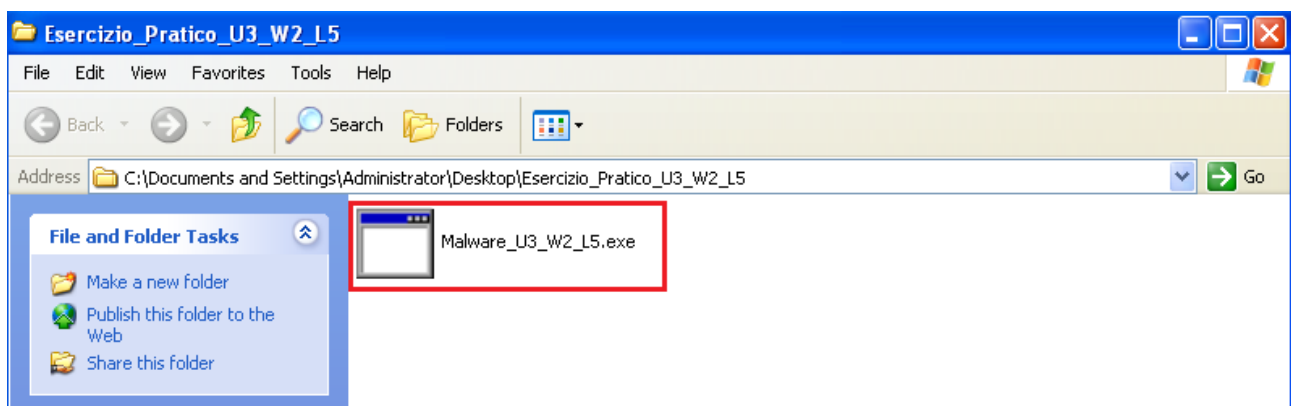 Esercizio_Pratico_U3_W2_L5
File Edit View Favorites Tools Help
Back Search Folders
Address C:\Documents and Settings\Administrator\Desktop\Esercizio_Pratico_U3_W2_L5 Go
File and Folder Tasks
Make a new folder
Publish this folder to the
Web
Share this folder
Malware_U3_W2_L5.exe